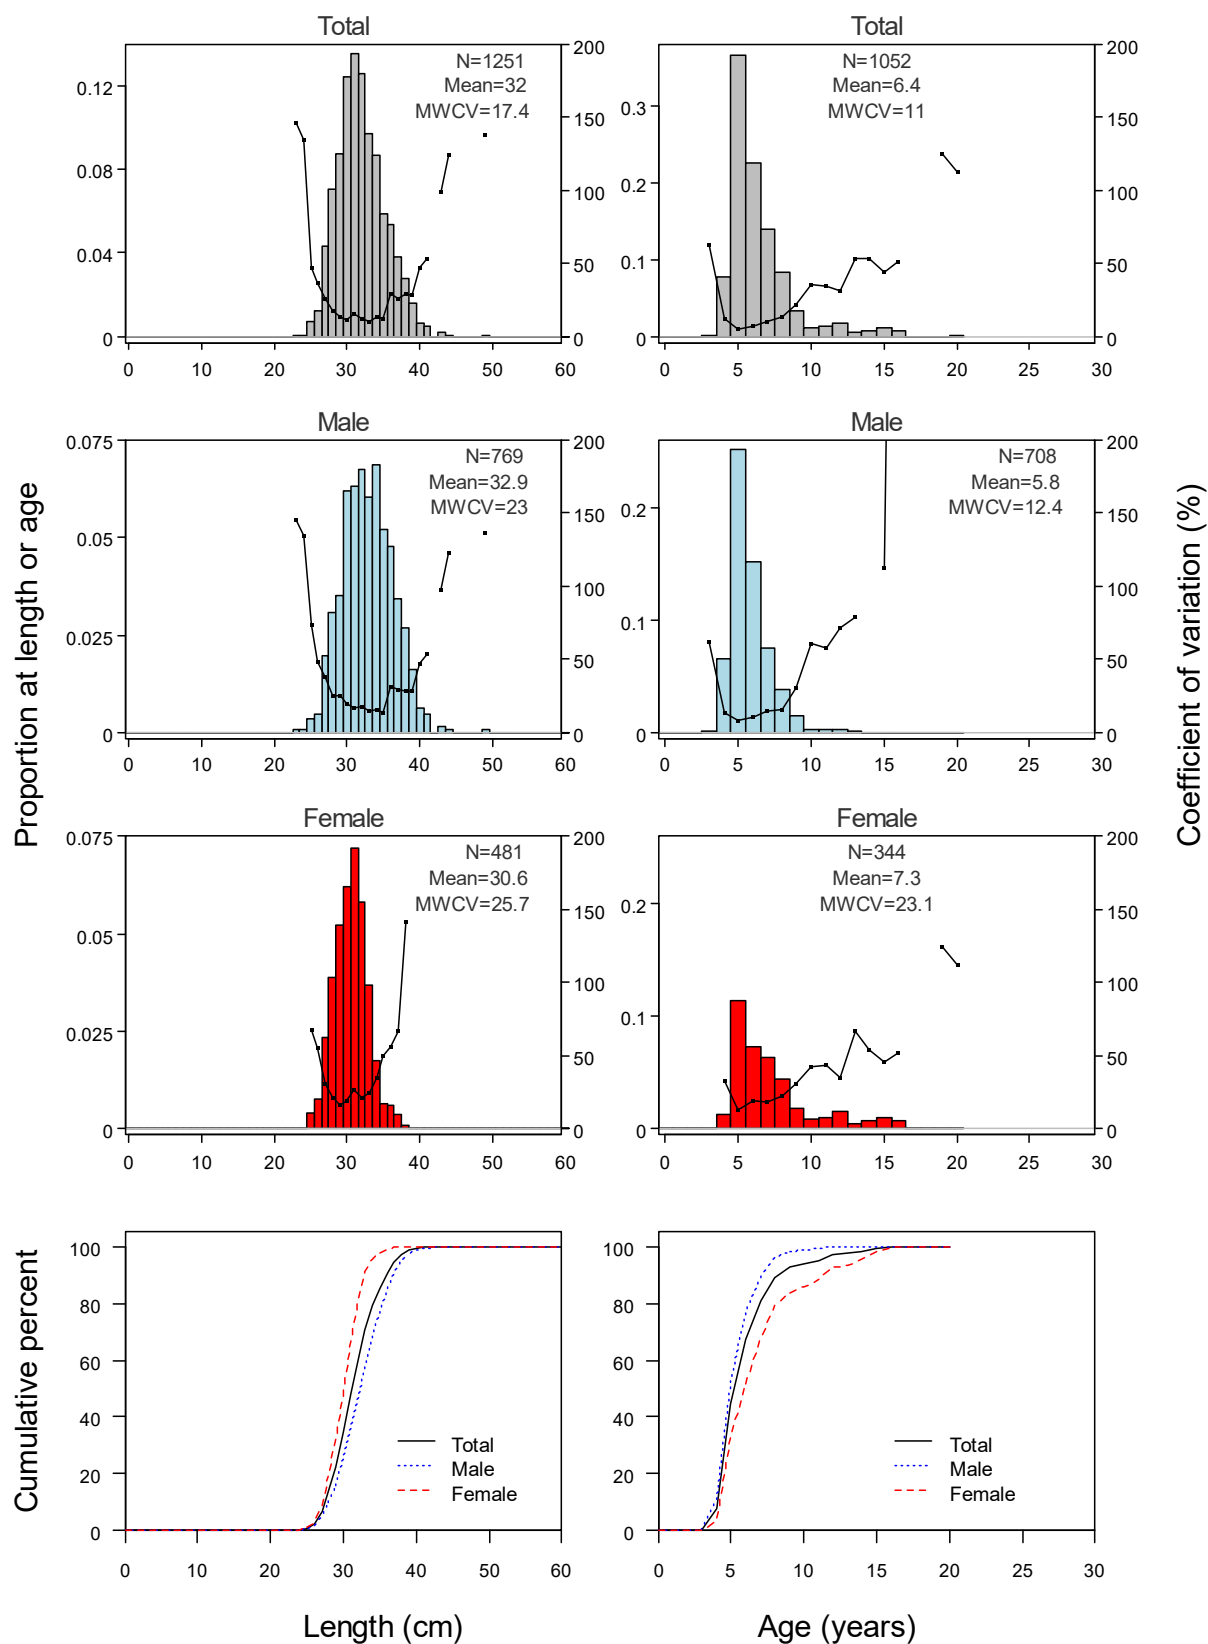 Total
Total
N=1251
Mean=32
MWCV=17.4
N=1052
Mean=6.4
MWCV=11
0.12
0.08
0.04
0
200
150
100
50
0
0.3
0.2
0.1
0
200
150
100
50
0
0 10 20 30 40 50 60
0 5 10 15 20 25 30
Male
Male
N=769
Mean=32.9
MWCV=23
N=708
Mean=5.8
MWCV=12.4
0.075
0.05
0.025
0
200
150
100
50
0
0.2
0.1
0
200
150
100
50
0
0 10 20 30 40 50 60
0 5 10 15 20 25 30
Proportion at length or age
Coefficient of variation (%)
Female
Female
N=481
Mean=30.6
MWCV=25.7
N=344
Mean=7.3
MWCV=23.1
0.075
0.05
0.025
0
200
150
100
50
0
0.2
0.1
0
200
150
100
50
0
0 10 20 30 40 50 60
0 5 10 15 20 25 30
Cumulative percent
100
80
60
40
20
0
Total
Male
Female
100
80
60
40
20
0
Total
Male
Female
0 10 20 30 40 50 60
0 5 10 15 20 25 30
Length (cm)
Age (years)